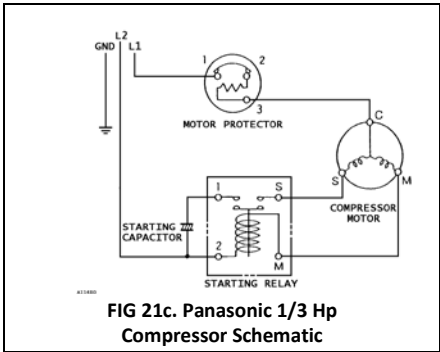 L2
GND L1
1 2
3
MOTOR PROTECTOR
C
S M
COMPRESSOR
MOTOR
1 S
STARTING
CAPACITOR
2
M
STARTING RELAY
FIG 21c. Panasonic 1/3 Hp
Compressor Schematic